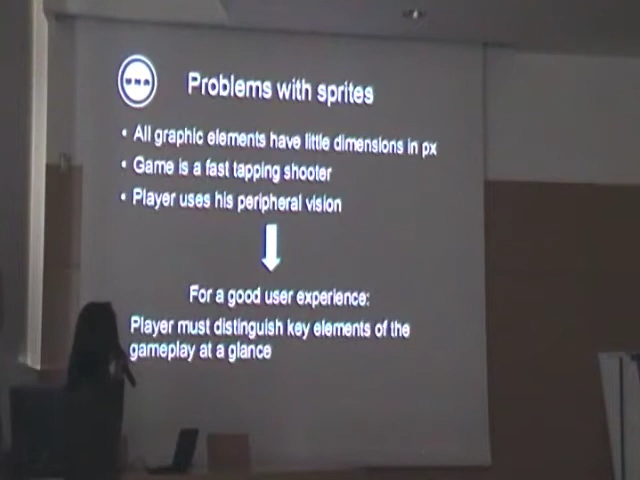 Problems with sprites
• All graphic elements have little dimensions in px
• Game is a fast tapping shooter
• Player uses his peripheral vision
For a good user experience:
Player must distinguish key elements of the
gameplay at a glance